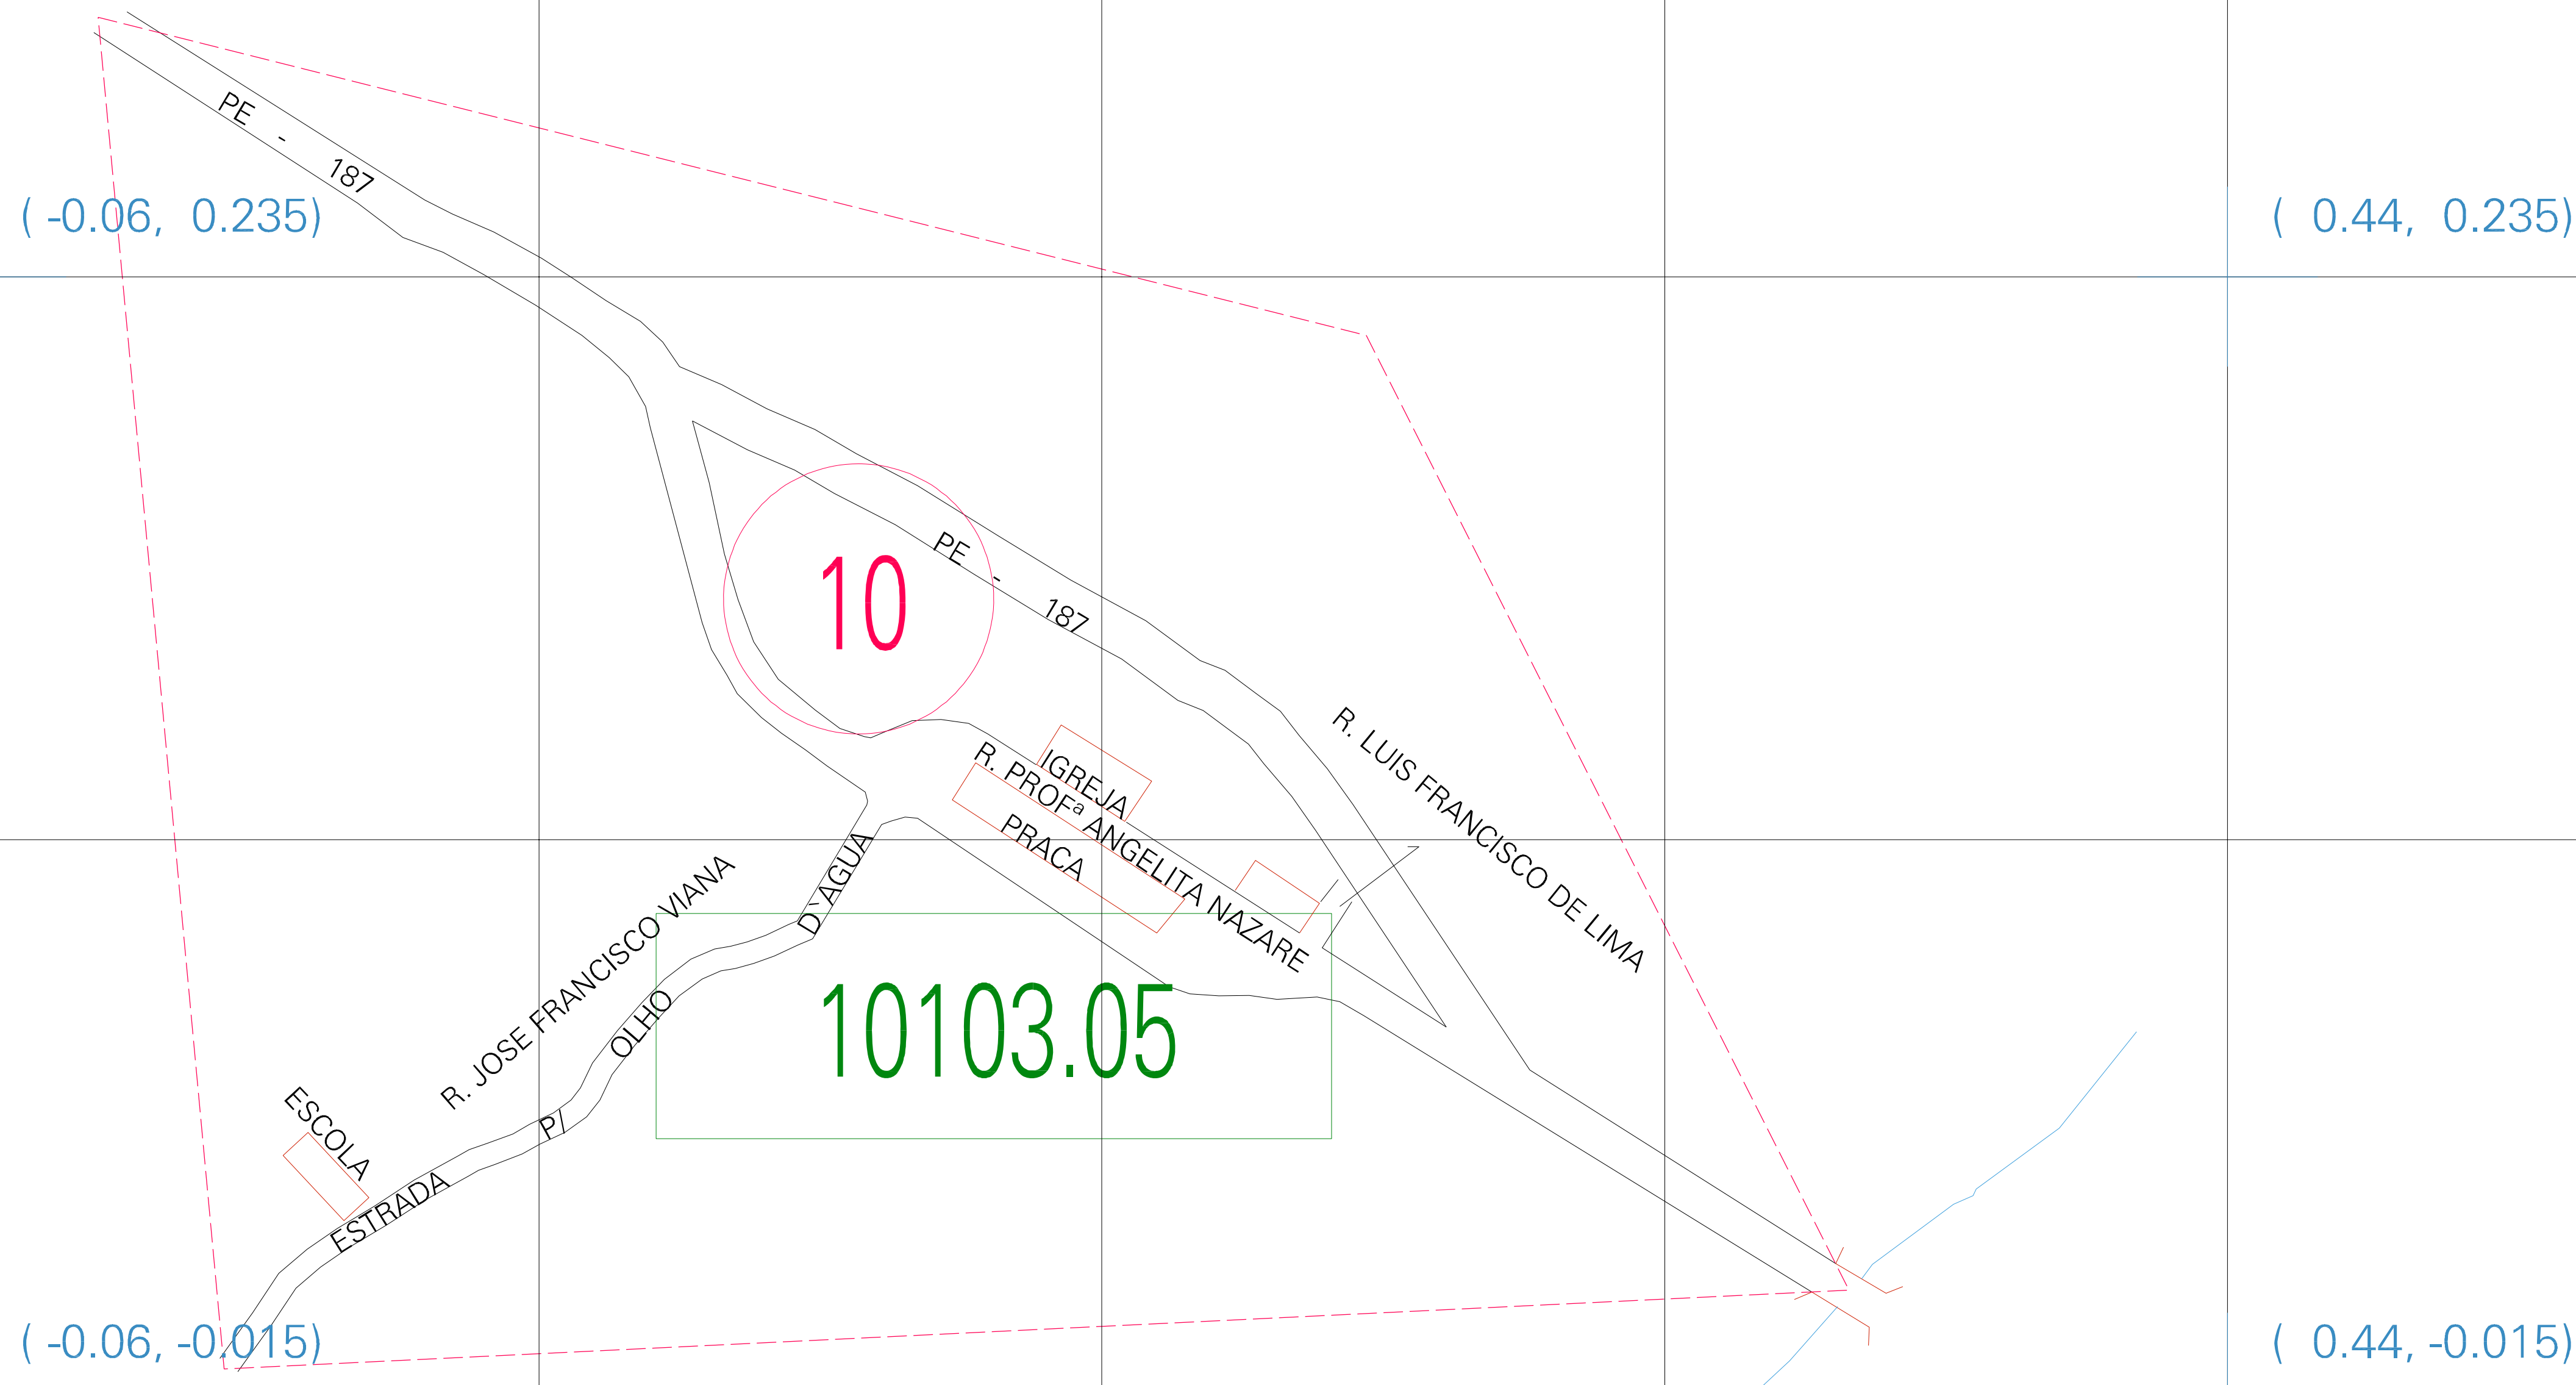 PE - 187
( -0.06, 0.235)
( 0.44, 0.235)
PE - 187
10
R. LUIS FRANCISCO DE LIMA
IGREJA
R. PROFª ANGELITA NAZARE
PRACA
R. JOSE FRANCISCO VIANA
ESTRADA P/ OLHO D`AGUA
10103.05
ESCOLA
( -0.06, -0.015)
( 0.44, -0.015)